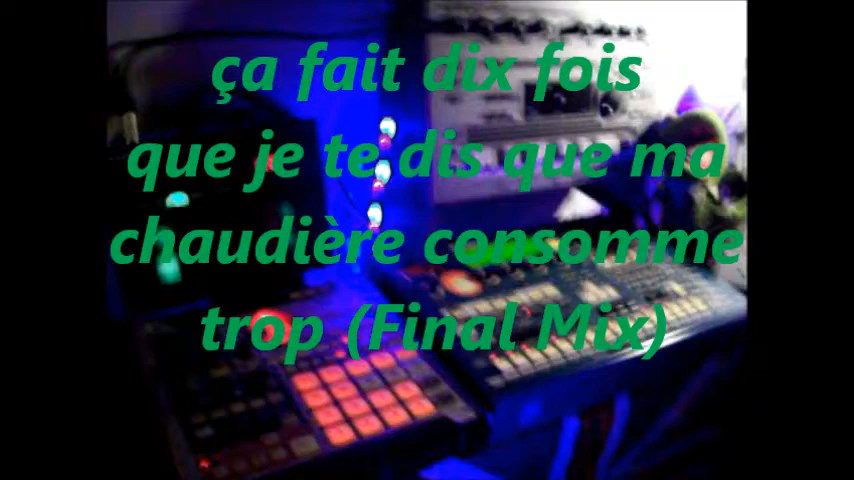 ça fait dix fois
que je te dis que ma
chaudière consomme
trop (Final Mix)